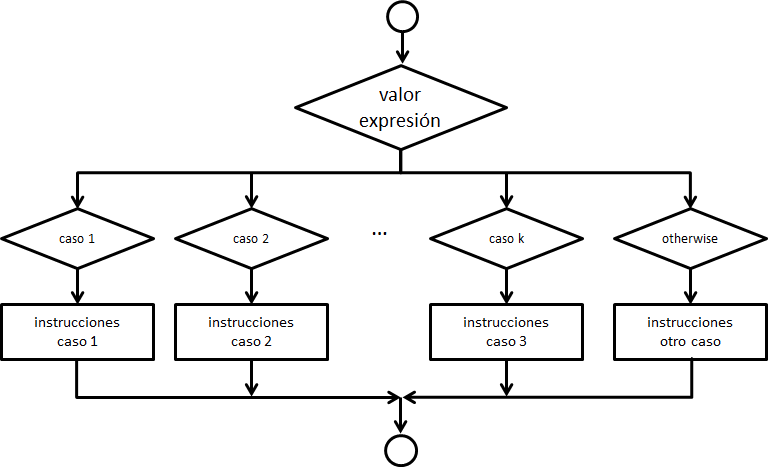 valor
expresión
caso 1
caso 2
...
caso k
otherwise
instrucciones
caso 1
instrucciones
caso 2
instrucciones
caso 3
instrucciones
otro caso